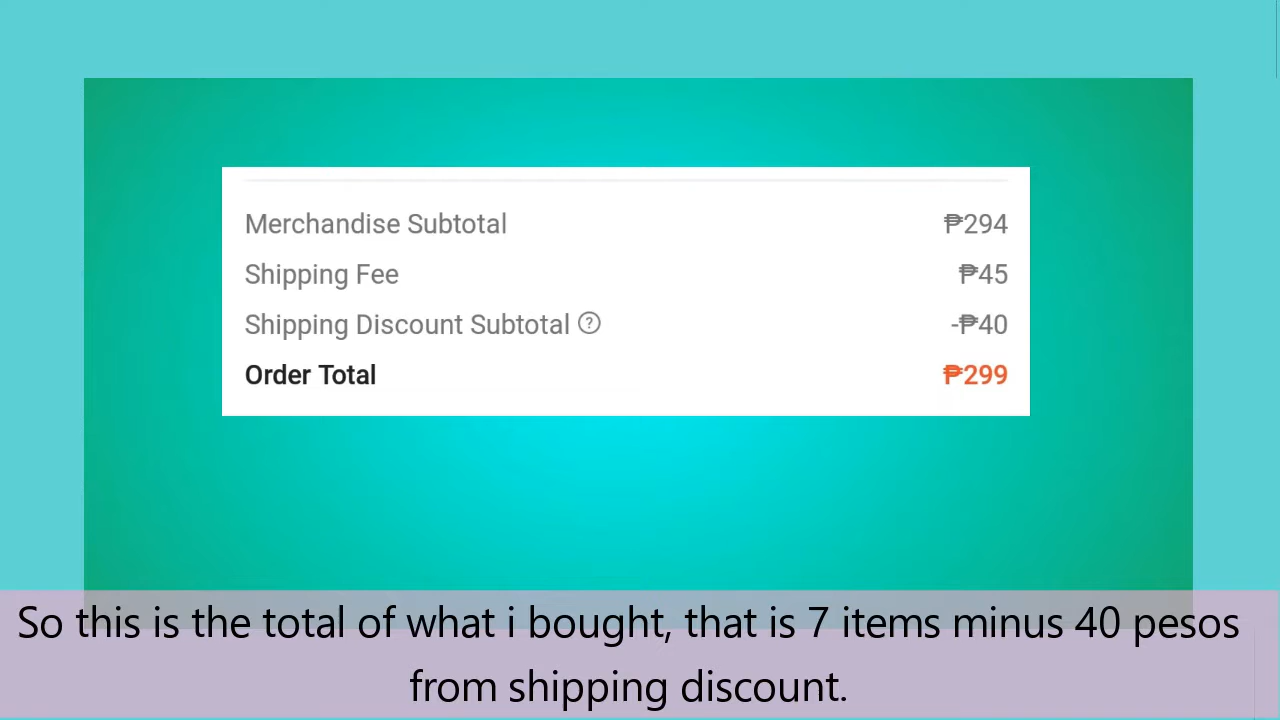 Merchandise Subtotal ₱294
Shipping Fee ₱45
Shipping Discount Subtotal ? -₱40
Order Total ₱299
So this is the total of what i bought, that is 7 items minus 40 pesos
from shipping discount.